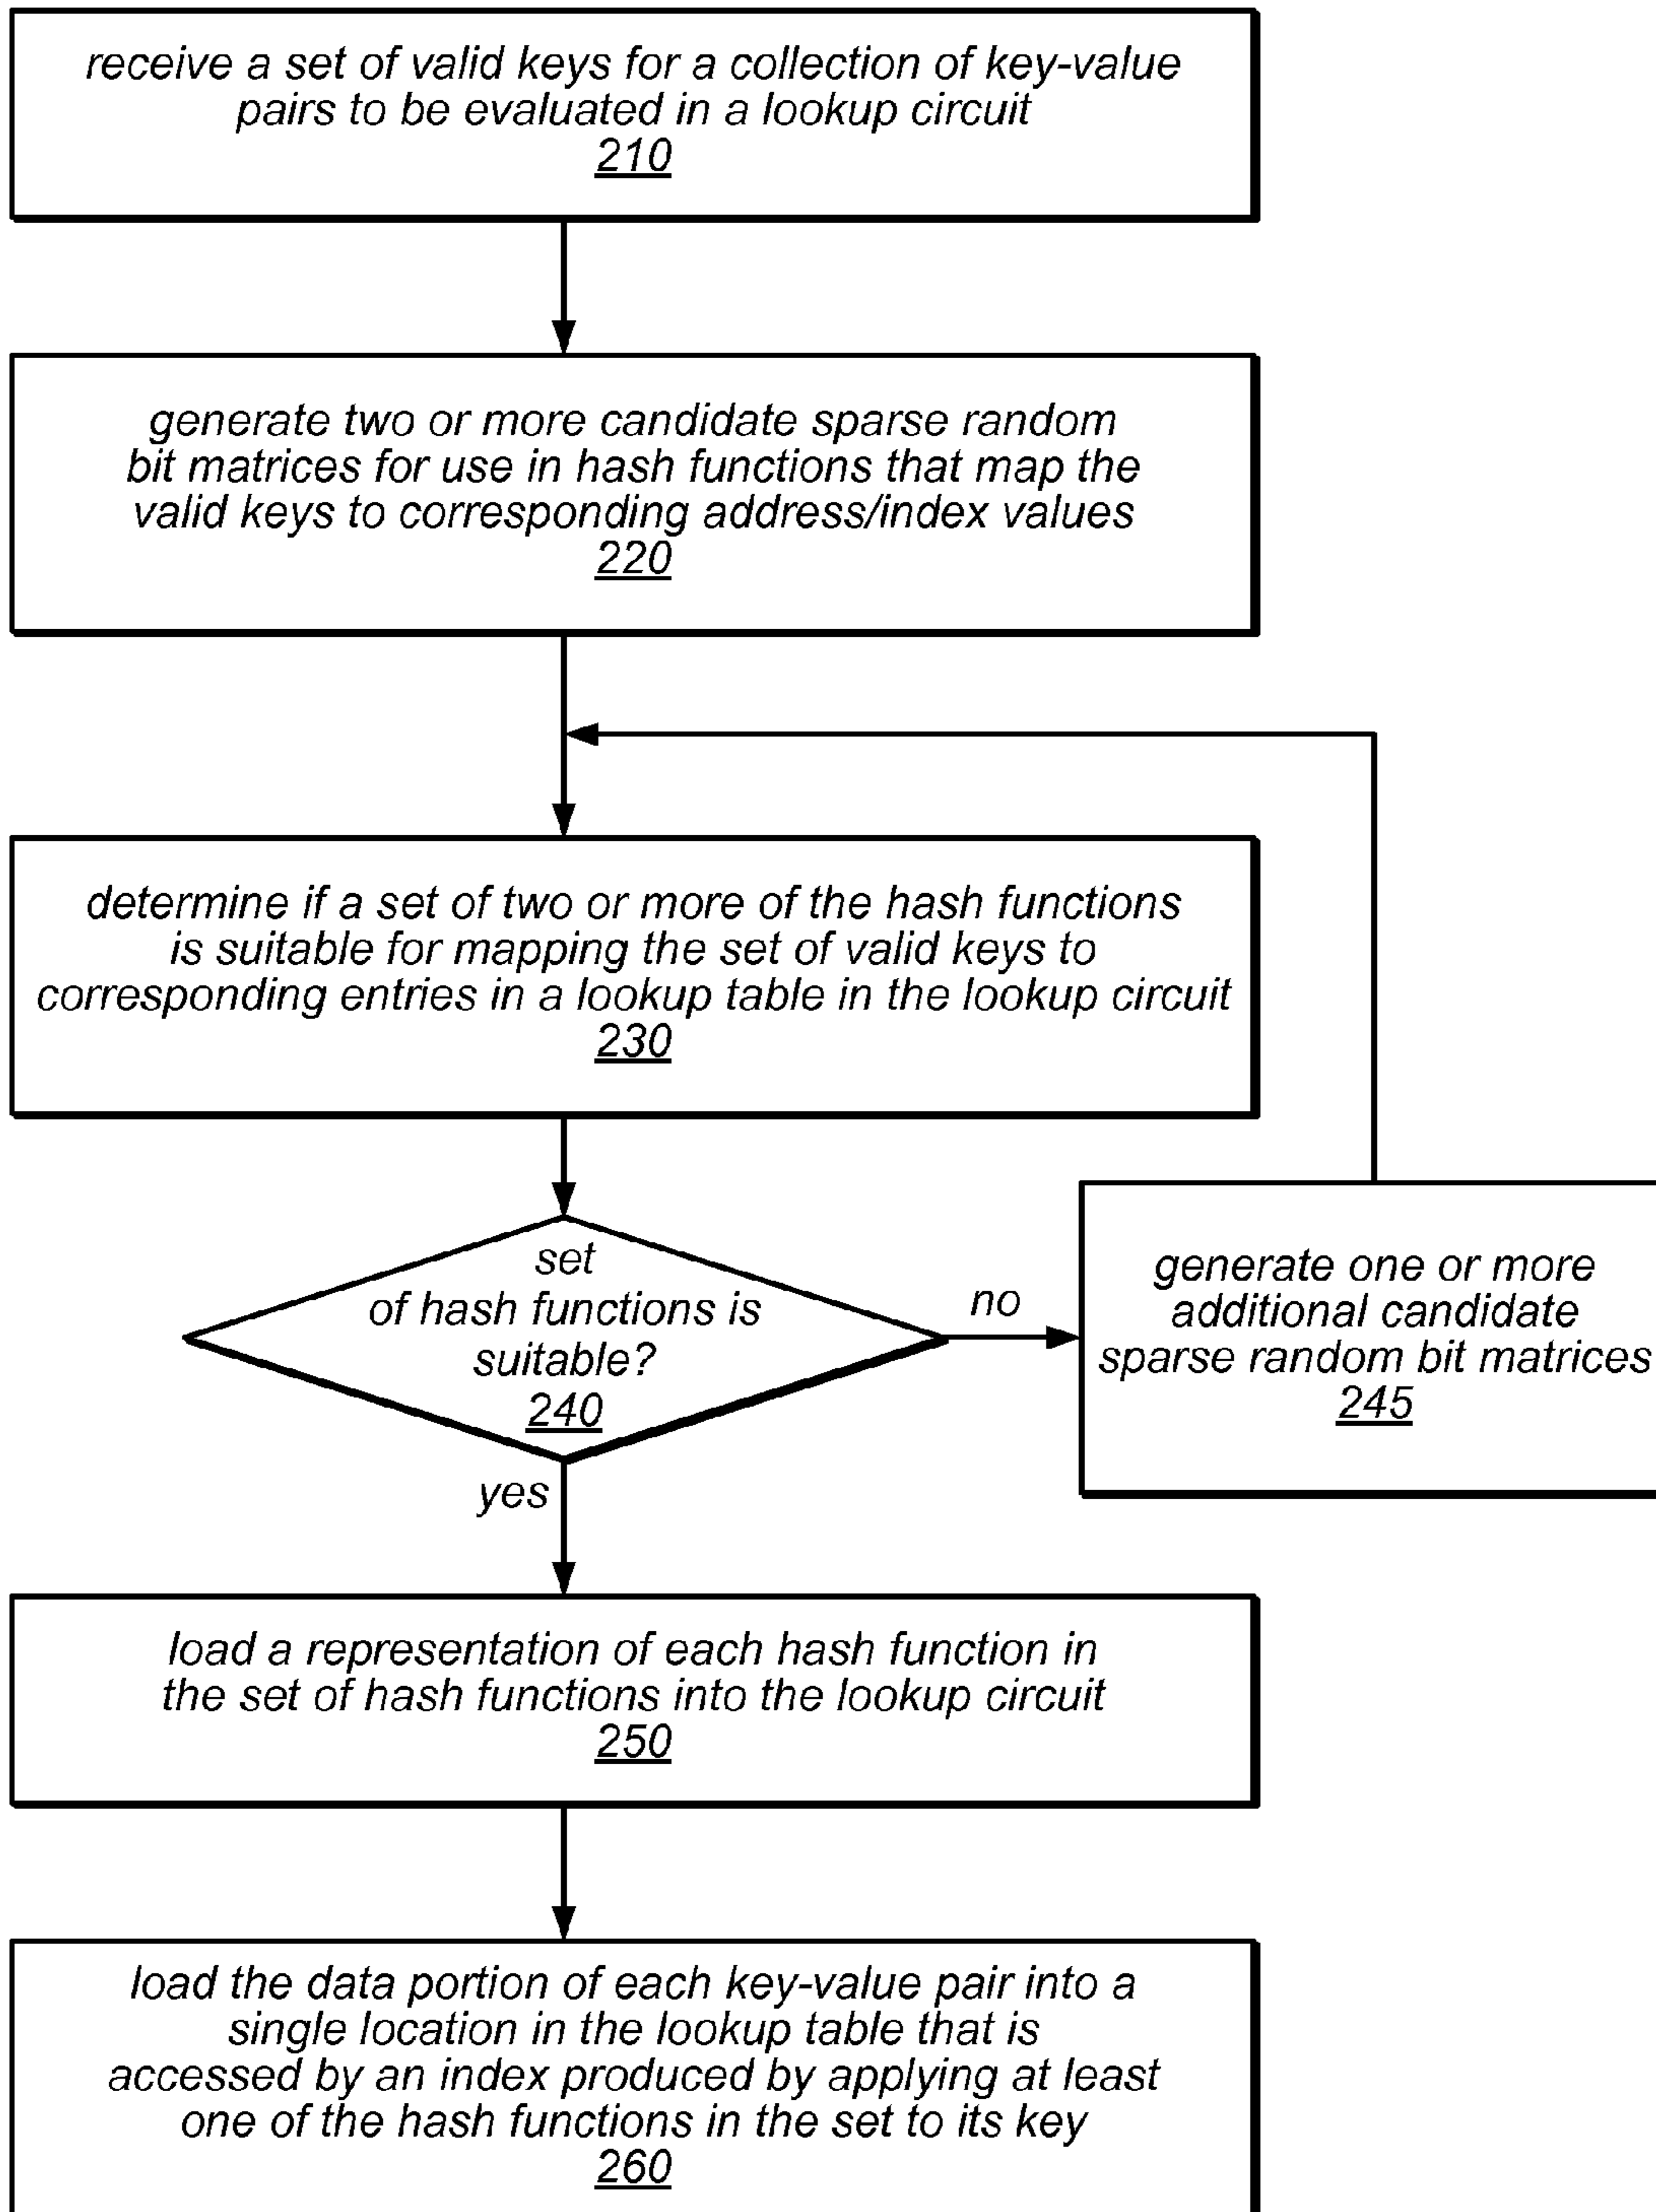 receive a set of valid keys for a collection of key-value
pairs to be evaluated in a lookup circuit
210
generate two or more candidate sparse random
bit matrices for use in hash functions that map the
valid keys to corresponding address/index values
220
determine if a set of two or more of the hash functions
is suitable for mapping the set of valid keys to
corresponding entries in a lookup table in the lookup circuit
230
set
of hash functions is
suitable?
240
no
generate one or more
additional candidate
sparse random bit matrices
245
yes
load a representation of each hash function in
the set of hash functions into the lookup circuit
250
load the data portion of each key-value pair into a
single location in the lookup table that is
accessed by an index produced by applying at least
one of the hash functions in the set to its key
260